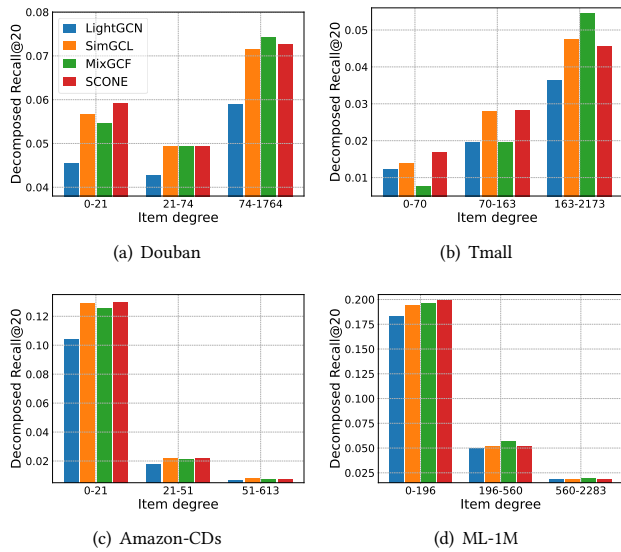 Decomposed Recall@20
0.08
0.07
0.06
0.05
0.04
LightGCN
SimGCL
MixGCF
SCONE
0-21
21-74
74-1764
Item degree
(a) Douban
Decomposed Recall@20
0.05
0.04
0.03
0.02
0.01
0-70
70-163
163-2173
Item degree
(b) Tmall
Decomposed Recall@20
0.12
0.10
0.08
0.06
0.04
0.02
0-21
21-51
51-613
Item degree
(c) Amazon-CDs
Decomposed Recall@20
0.200
0.175
0.150
0.125
0.100
0.075
0.050
0.025
0-196
196-560
560-2283
Item degree
(d) ML-1M